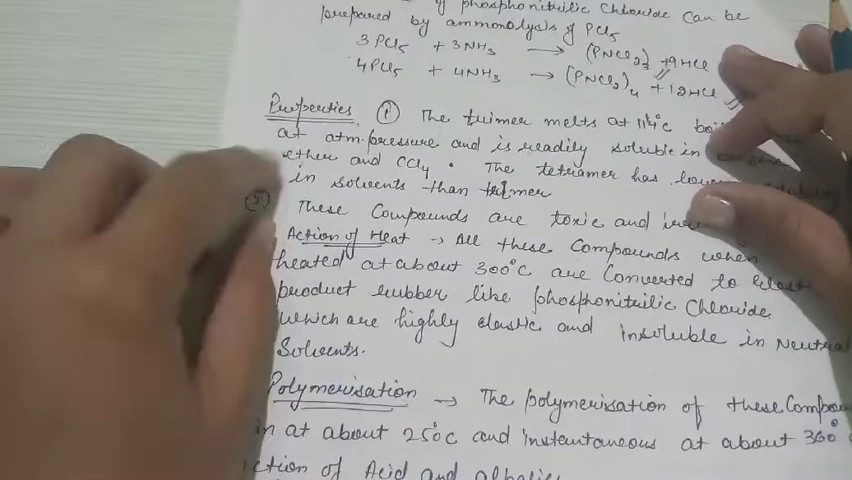 of phosphonitrilic Chloride can be
prepared by ammonolysis of PCl5
3 PCl5 + 3NH3 → (PNCl2)3 + 9HCl
4PCl5 + 4NH3 → (PNCl2)4 + 12HCl
Properties ① The trimer melts at 114°C
at atm. pressure and is readily soluble in
ether and CCl4 . The tetramer has
in solvents than trimer
These Compounds are toxic and
Action of Heat → All these Compounds when
heated at about 300°C are Converted to
product rubber like phosphonitrilic Chloride
which are highly elastic and insoluble in Neutral
Solvents.
Polymerisation → The polymerisation of these
in at about 250°C and instantaneous at about 360°
of Acid and